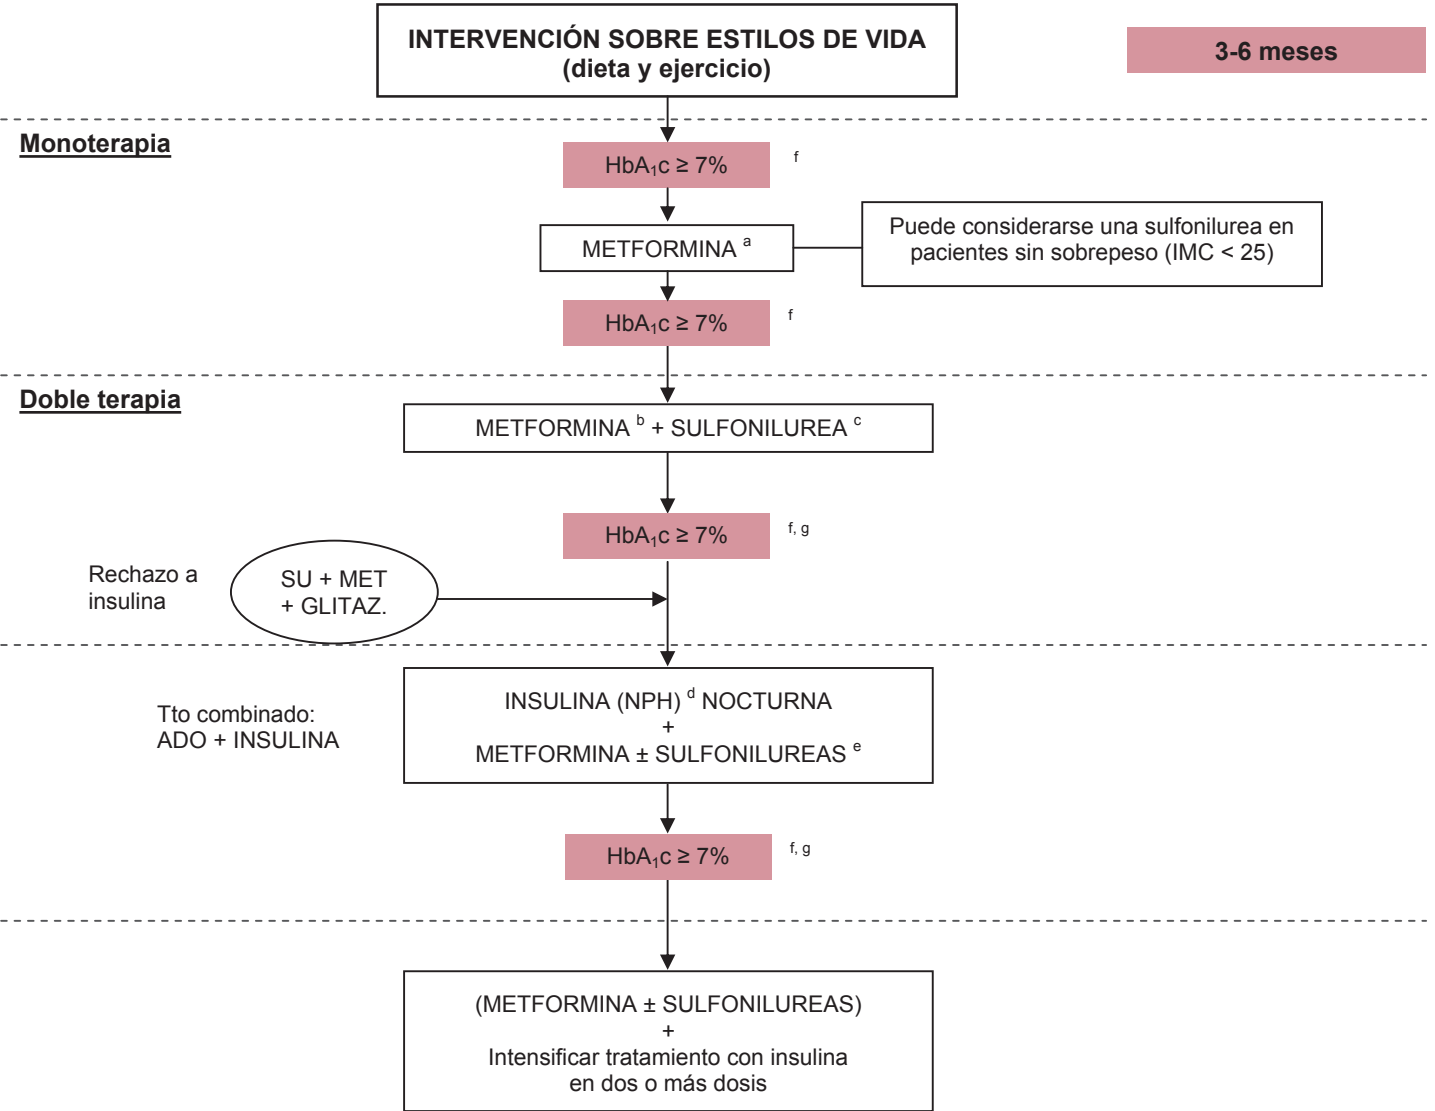 INTERVENCIÓN SOBRE ESTILOS DE VIDA
(dieta y ejercicio)
3-6 meses
Monoterapia
HbA₁c ≥ 7% f
METFORMINA a
Puede considerarse una sulfonilurea en
pacientes sin sobrepeso (IMC < 25)
HbA₁c ≥ 7% f
Doble terapia
METFORMINA b + SULFONILUREA c
HbA₁c ≥ 7% f, g
Rechazo a
insulina
SU + MET
+ GLITAZ.
Tto combinado:
ADO + INSULINA
INSULINA (NPH) d NOCTURNA
+
METFORMINA ± SULFONILUREAS e
HbA₁c ≥ 7% f, g
(METFORMINA ± SULFONILUREAS)
+
Intensificar tratamiento con insulina
en dos o más dosis